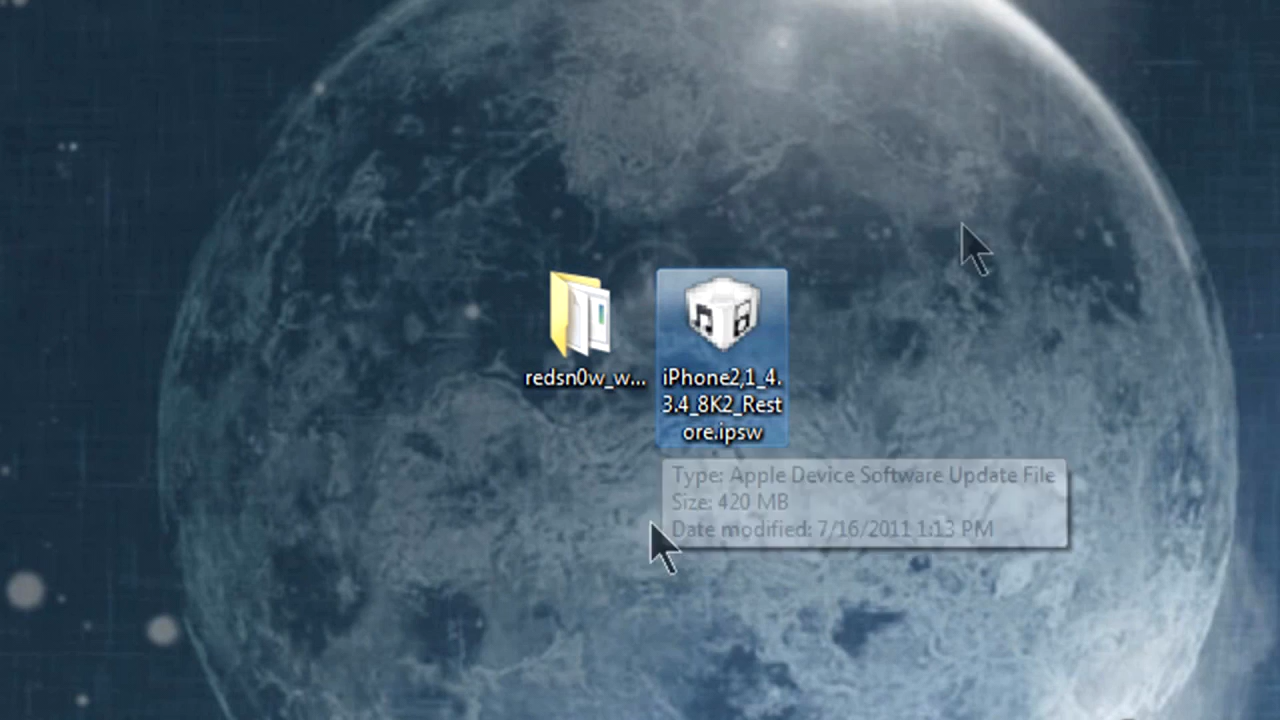 redsn0w_w...
iPhone2,1_4.
3.4_8K2_Rest
ore.ipsw
Type: Apple Device Software Update File
Size: 420 MB
Date modified: 7/16/2011 1:13 PM